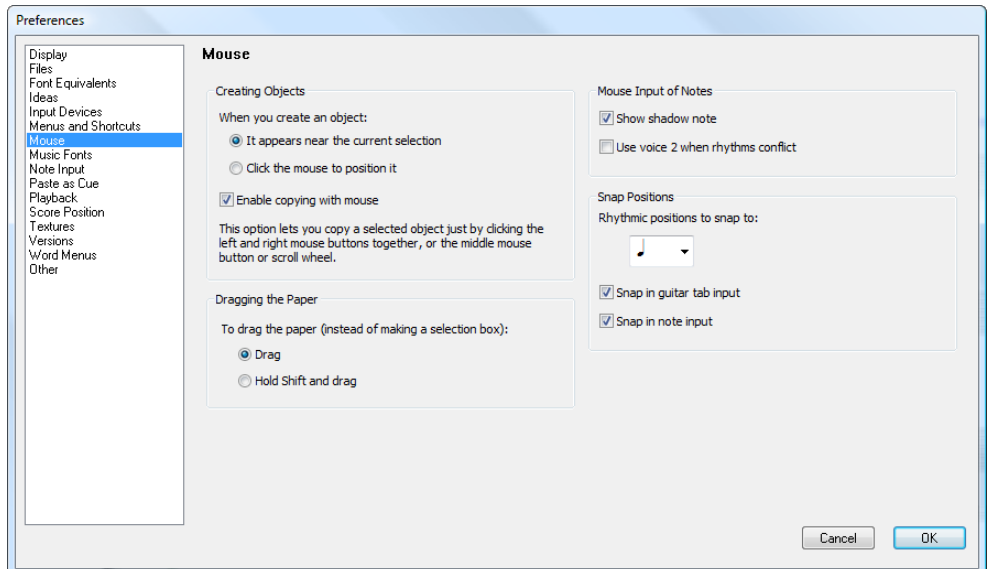 Preferences
Display
Files
Font Equivalents
Ideas
Input Devices
Menus and Shortcuts
Mouse
Music Fonts
Note Input
Paste as Cue
Playback
Score Position
Textures
Versions
Word Menus
Other
Mouse
Creating Objects
When you create an object:
It appears near the current selection
Click the mouse to position it
Enable copying with mouse
This option lets you copy a selected object just by clicking the
left and right mouse buttons together, or the middle mouse
button or scroll wheel.
Dragging the Paper
To drag the paper (instead of making a selection box):
Drag
Hold Shift and drag
Mouse Input of Notes
Show shadow note
Use voice 2 when rhythms conflict
Snap Positions
Rhythmic positions to snap to:
Snap in guitar tab input
Snap in note input
Cancel
OK